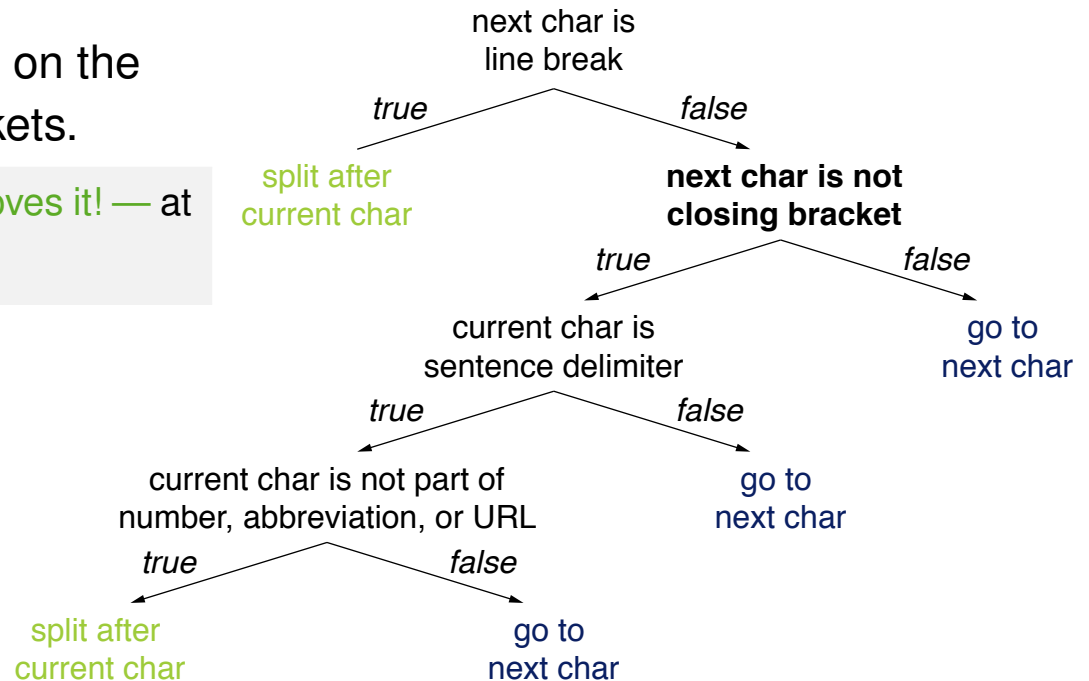 on the
kets.
oves it! — at
next char is
line break
true
false
split after
current char
next char is not
closing bracket
true
false
current char is
sentence delimiter
go to
next char
true
false
current char is not part of
number, abbreviation, or URL
go to
next char
true
false
split after
current char
go to
next char